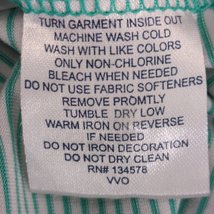 TURN GARMENT INSIDE OUT
MACHINE WASH COLD
WASH WITH LIKE COLORS
ONLY NON-CHLORINE
BLEACH WHEN NEEDED
DO NOT USE FABRIC SOFTENERS
REMOVE PROMTLY
TUMBLE DRY LOW
WARM IRON ON REVERSE
IF NEEDED
DO NOT IRON DECORATION
DO NOT DRY CLEAN
RN# 134578
VVO